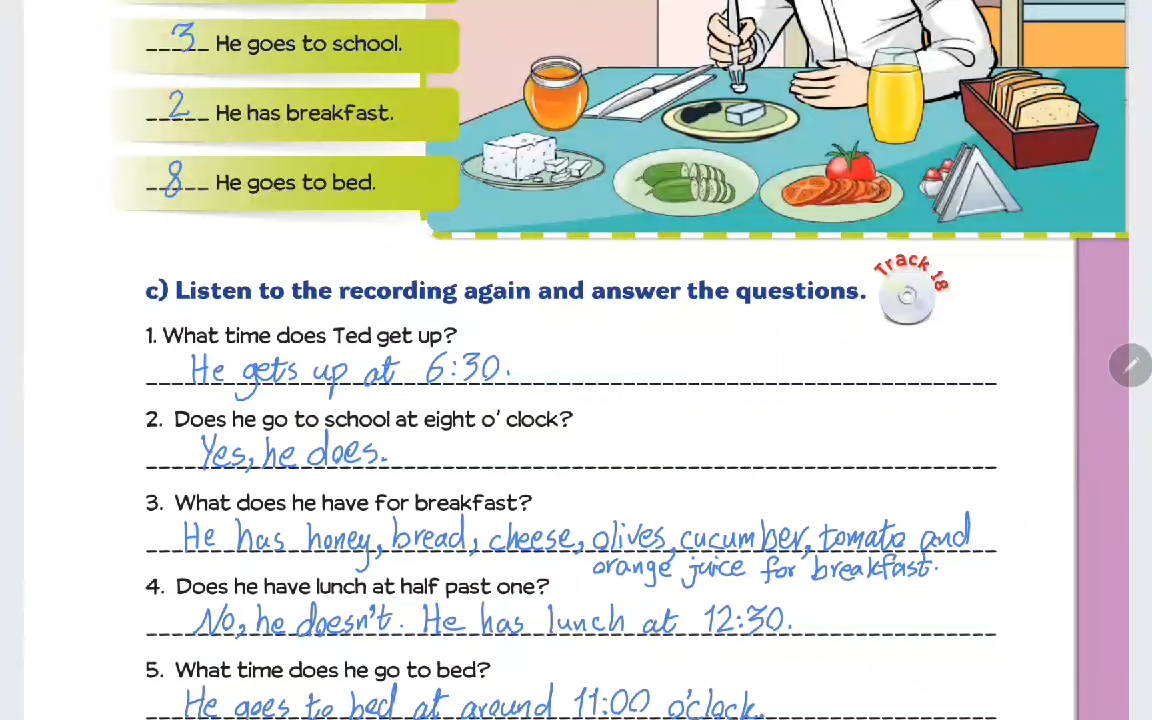 3 He goes to school.
2 He has breakfast.
8 He goes to bed.
c) Listen to the recording again and answer the questions.
Track 18
1. What time does Ted get up?
He gets up at 6:30.
2. Does he go to school at eight o' clock?
Yes, he does.
3. What does he have for breakfast?
He has honey, bread, cheese, olives, cucumber, tomato and
orange juice for breakfast.
4. Does he have lunch at half past one?
No, he doesn't. He has lunch at 12:30.
5. What time does he go to bed?
He goes to bed at around 11:00 o'clock.